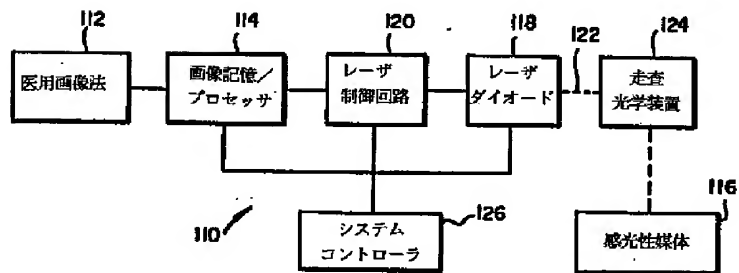 112
114
120
118
122
124
医用画像法
画像記憶/
プロセッサ
レーザ
制御回路
レーザ
ダイオード
走査
光学装置
110
システム
コントローラ
126
感光性媒体
116